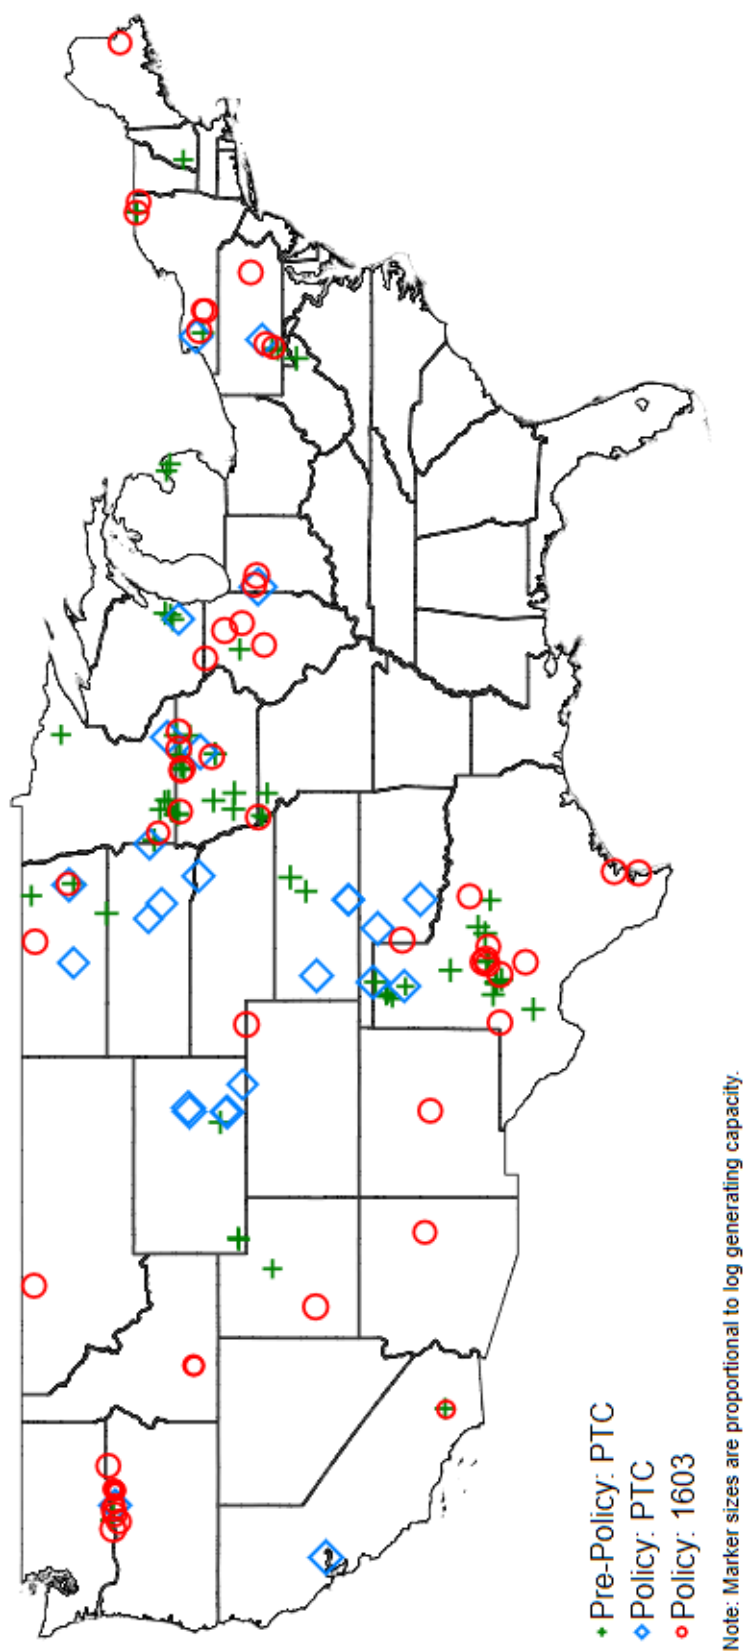 Pre-Policy: PTC
Policy: PTC
Policy: 1603
Note: Marker sizes are proportional to log generating capacity.